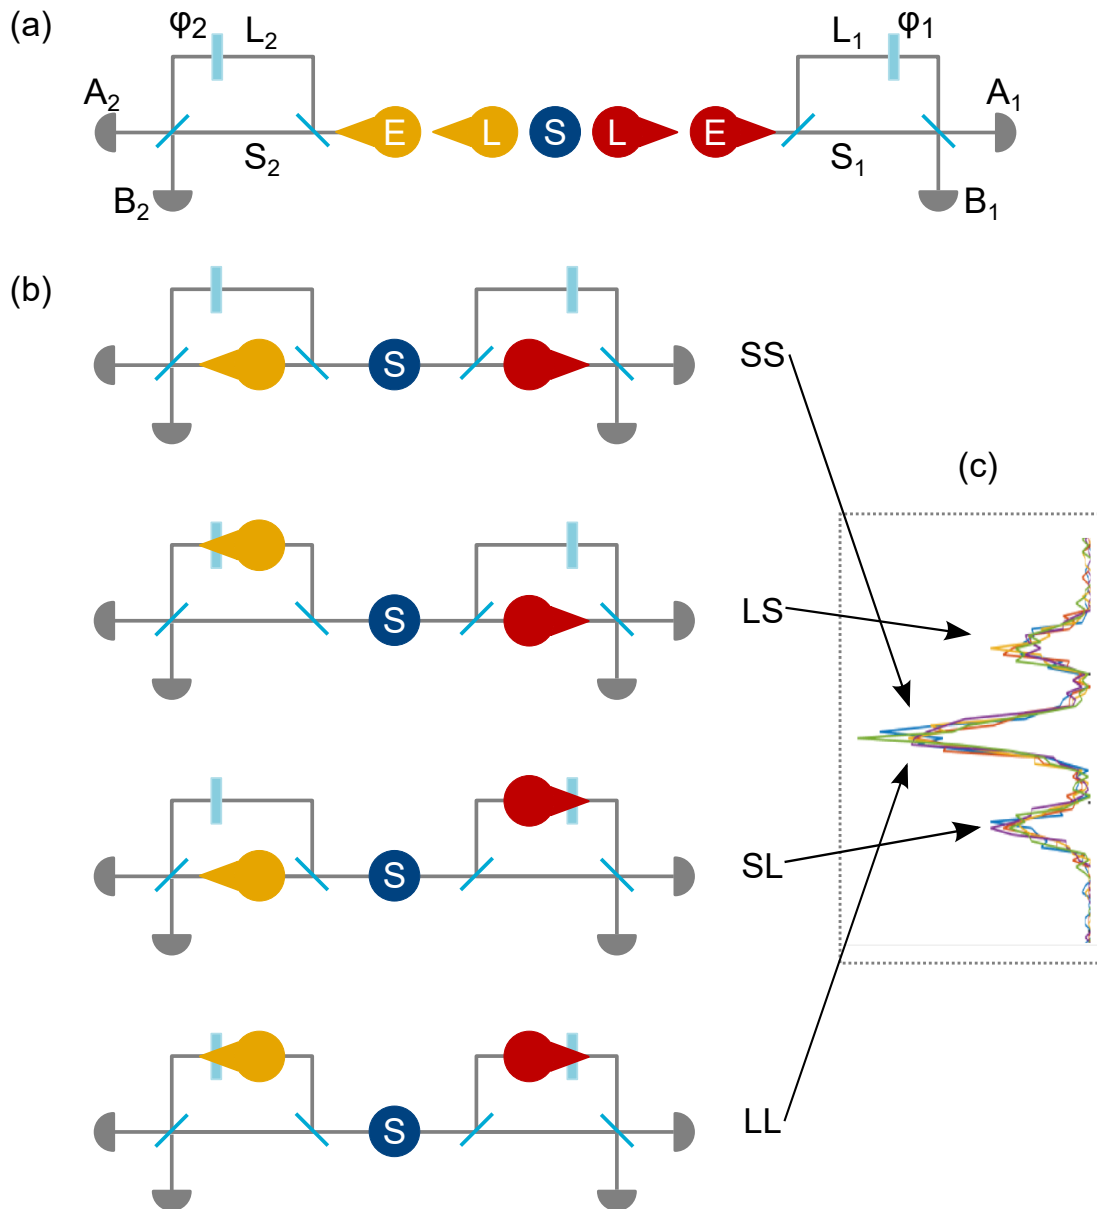 (a)
φ₂ L₂ L₁ φ₁
A₂ E L S L E A₁
S₂ S₁
B₂ B₁
(b)
S SS
(c)
S LS
S SL
S LL